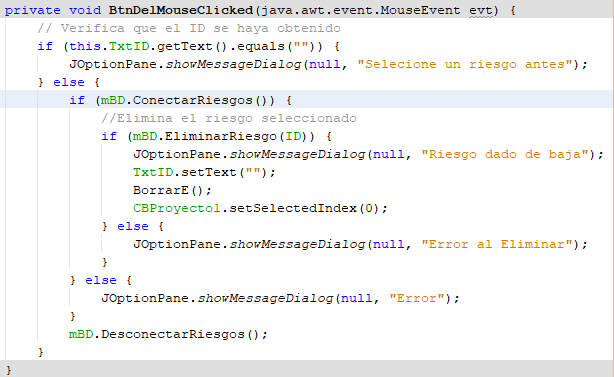 private void BtnDelMouseClicked(java.awt.event.MouseEvent evt) {
    // Verifica que el ID se haya obtenido
    if (this.TxtID.getText().equals("")) {
        JOptionPane.showMessageDialog(null, "Selecione un riesgo antes");
    } else {
        if (mBD.ConectarRiesgos()) {
            //Elimina el riesgo seleccionado
            if (mBD.EliminarRiesgo(ID)) {
                JOptionPane.showMessageDialog(null, "Riesgo dado de baja");
                TxtID.setText("");
                BorrarE();
                CBProyecto1.setSelectedIndex(0);
            } else {
                JOptionPane.showMessageDialog(null, "Error al Eliminar");
            }
        } else {
            JOptionPane.showMessageDialog(null, "Error");
        }
        mBD.DesconectarRiesgos();
    }
}